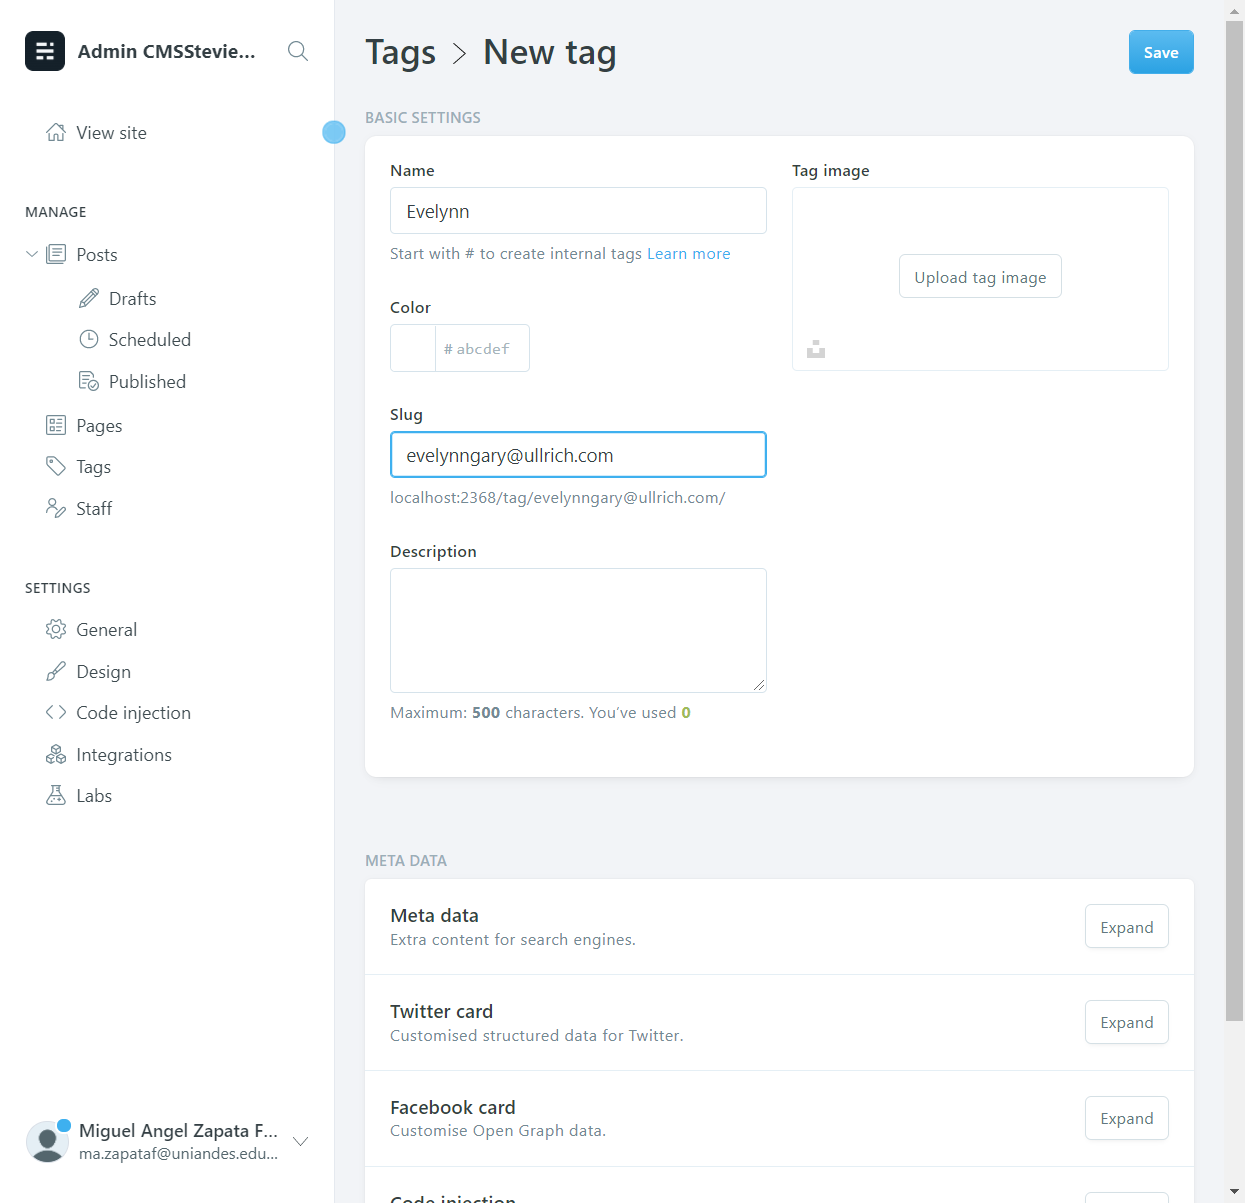 Admin CMSStevie...
View site
MANAGE
Posts
Drafts
Scheduled
Published
Pages
Tags
Staff
SETTINGS
General
Design
Code injection
Integrations
Labs
Miguel Angel Zapata F...
ma.zapataf@uniandes.edu...
Tags > New tag
Save
BASIC SETTINGS
Name
Evelynn
Start with # to create internal tags Learn more
Color
# abcdef
Slug
evelynngary@ullrich.com
localhost:2368/tag/evelynngary@ullrich.com/
Description
Maximum: 500 characters. You’ve used 0
Tag image
Upload tag image
META DATA
Meta data
Extra content for search engines.
Expand
Twitter card
Customised structured data for Twitter.
Expand
Facebook card
Customise Open Graph data.
Expand
Code injection